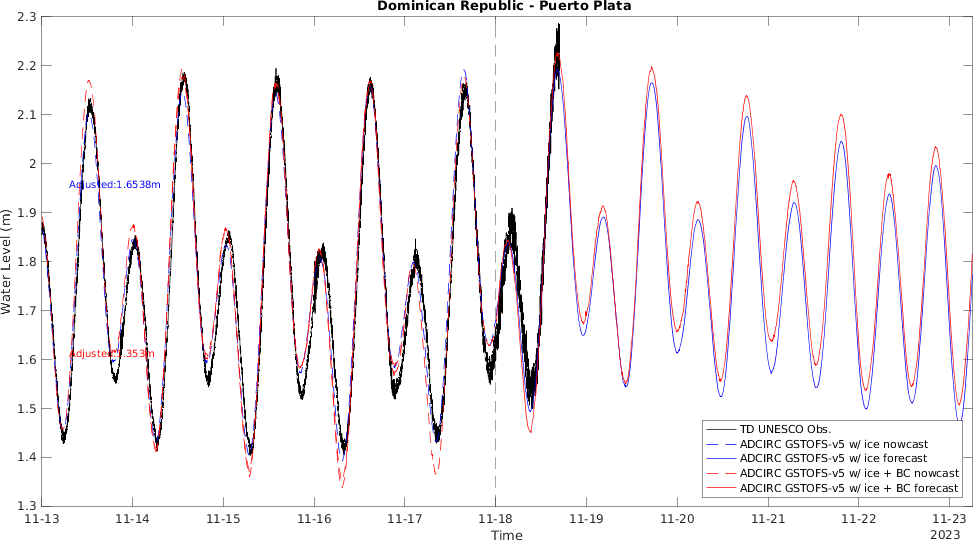 Dominican Republic - Puerto Plata
2.3
2.2
2.1
2
1.9
1.8
1.7
1.6
1.5
1.4
1.3
Water Level (m)
Adjusted:1.6538m
Adjusted:1.353m
TD UNESCO Obs.
ADCIRC GSTOFS-v5 w/ ice nowcast
ADCIRC GSTOFS-v5 w/ ice forecast
ADCIRC GSTOFS-v5 w/ ice + BC nowcast
ADCIRC GSTOFS-v5 w/ ice + BC forecast
11-13 11-14 11-15 11-16 11-17 11-18 11-19 11-20 11-21 11-22 11-23
Time
2023